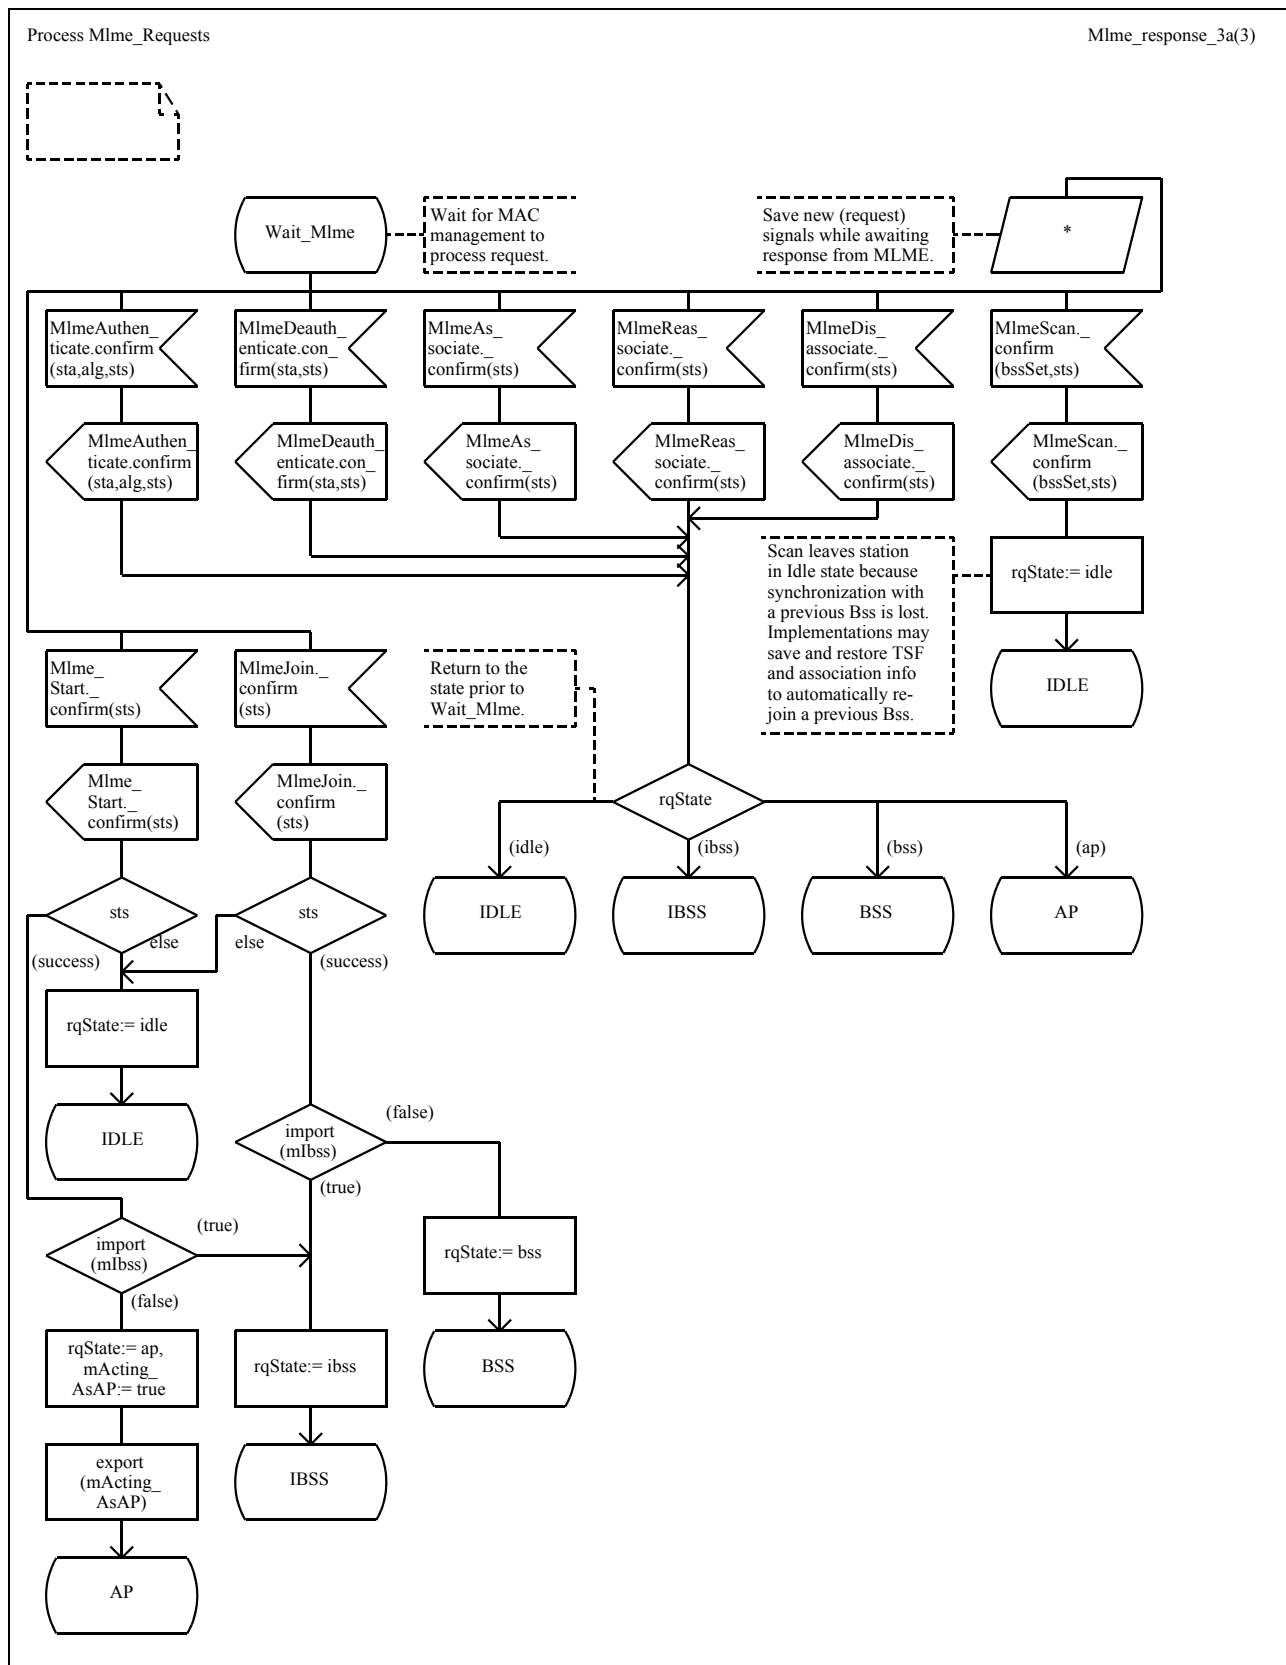 Process Mlme_Requests
Mlme_response_3a(3)
Wait_Mlme
Wait for MAC
management to
process request.
Save new (request)
signals while awaiting
response from MLME.
*
MlmeAuthen_
ticate.confirm
(sta,alg,sts)
MlmeDeauth_
enticate.con_
firm(sta,sts)
MlmeAs_
sociate._
confirm(sts)
MlmeReas_
sociate._
confirm(sts)
MlmeDis_
associate._
confirm(sts)
MlmeScan._
confirm
(bssSet,sts)
MlmeAuthen_
ticate.confirm
(sta,alg,sts)
MlmeDeauth_
enticate.con_
firm(sta,sts)
MlmeAs_
sociate._
confirm(sts)
MlmeReas_
sociate._
confirm(sts)
MlmeDis_
associate._
confirm(sts)
MlmeScan._
confirm
(bssSet,sts)
Scan leaves station
in Idle state because
synchronization with
a previous Bss is lost.
Implementations may
save and restore TSF
and association info
to automatically re-
join a previous Bss.
rqState:= idle
IDLE
Mlme_
Start._
confirm(sts)
MlmeJoin._
confirm
(sts)
Return to the
state prior to
Wait_Mlme.
Mlme_
Start._
confirm(sts)
MlmeJoin._
confirm
(sts)
rqState
(idle)
(ibss)
(bss)
(ap)
IDLE
IBSS
BSS
AP
sts
sts
else
else
(success)
(success)
rqState:= idle
IDLE
import
(mIbss)
(false)
(true)
import
(mIbss)
(true)
(false)
rqState:= bss
BSS
rqState:= ap,
mActing_
AsAP:= true
rqState:= ibss
export
(mActing_
AsAP)
IBSS
AP